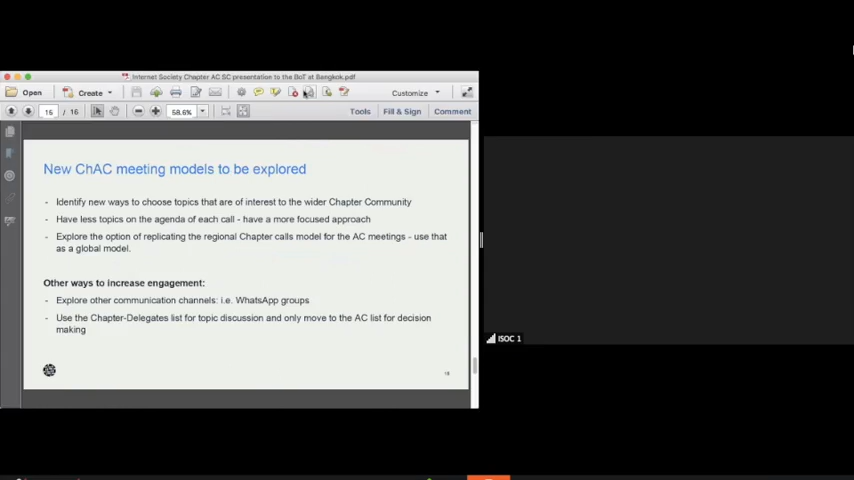 Internet Society Chapter AC SC presentation to the BoT at Bangkok.pdf
Open Create Customize
16 / 16 58.6% Tools Fill & Sign Comment
New ChAC meeting models to be explored
- Identify new ways to choose topics that are of interest to the wider Chapter Community
- Have less topics on the agenda of each call - have a more focused approach
- Explore the option of replicating the regional Chapter calls model for the AC meetings - use that
as a global model.
Other ways to increase engagement:
- Explore other communication channels: i.e. WhatsApp groups
- Use the Chapter-Delegates list for topic discussion and only move to the AC list for decision
making
ISOC 1